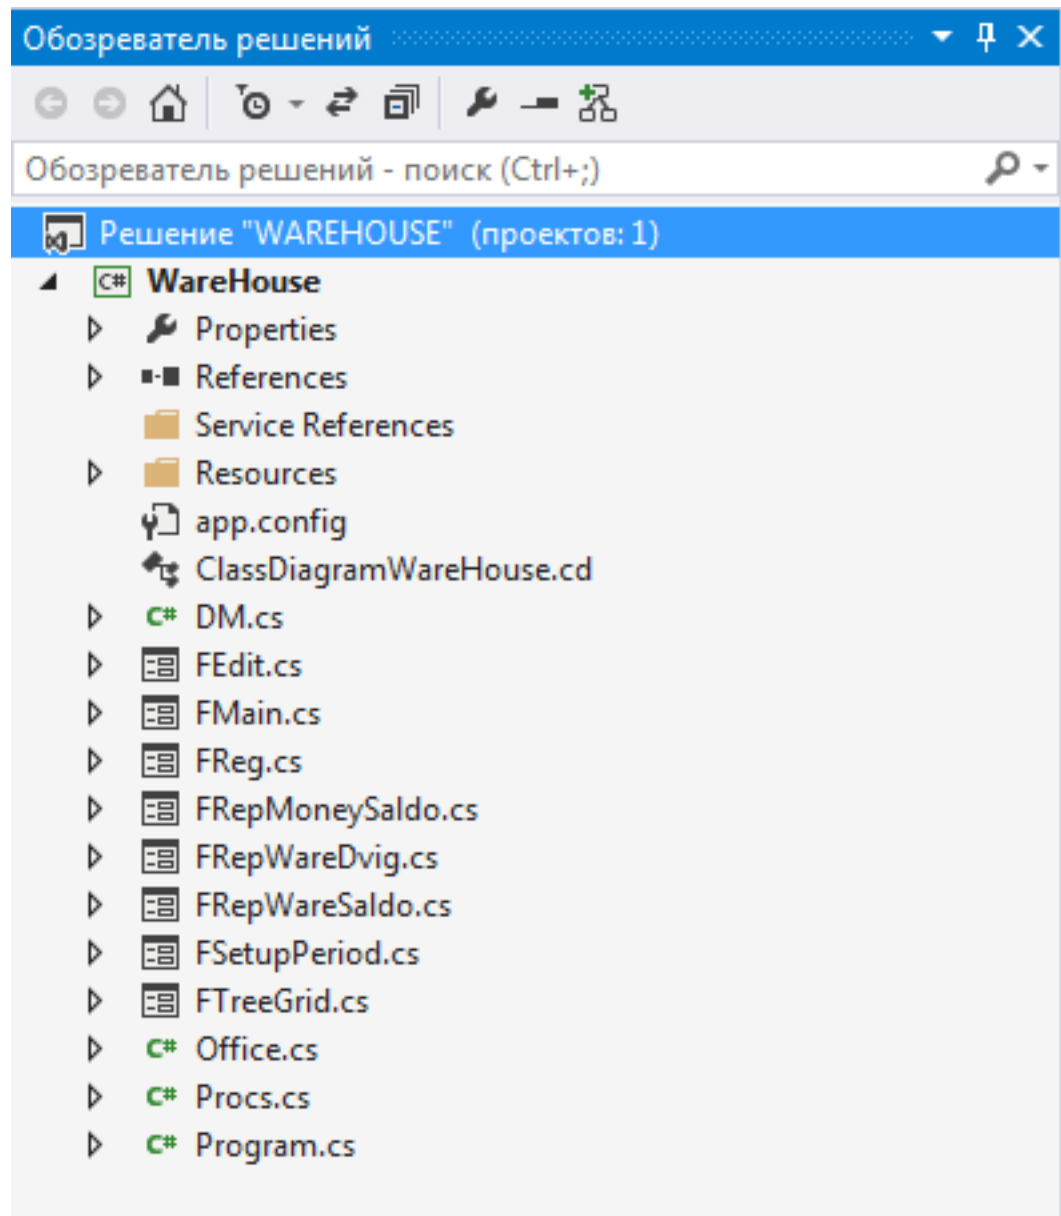 Обозреватель решений
Обозреватель решений - поиск (Ctrl+;)
Решение "WAREHOUSE" (проектов: 1)
C# WareHouse
Properties
References
Service References
Resources
app.config
ClassDiagramWareHouse.cd
C# DM.cs
FEdit.cs
FMain.cs
FReg.cs
FRepMoneySaldo.cs
FRepWareDvig.cs
FRepWareSaldo.cs
FSetupPeriod.cs
FTreeGrid.cs
C# Office.cs
C# Procs.cs
C# Program.cs